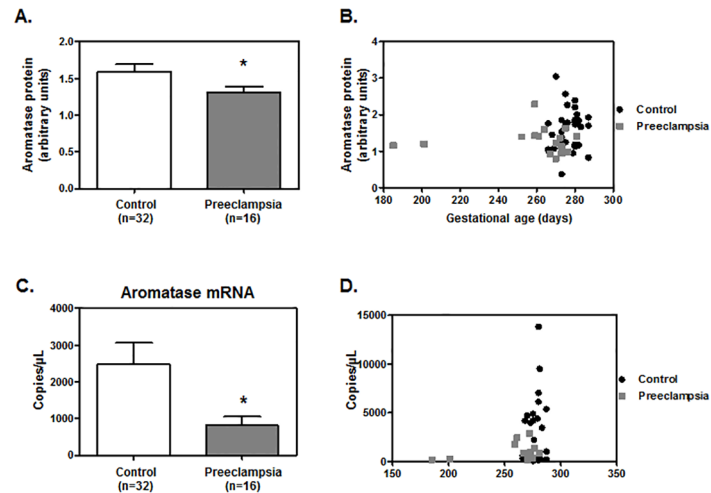 A.
Aromatase protein
(arbitrary units)
2.0
1.5
1.0
0.5
0.0
*
Control
(n=32)
Preeclampsia
(n=16)
B.
Aromatase protein
(arbitrary units)
4
3
2
1
0
180
200
220
240
260
280
300
Gestational age (days)
Control
Preeclampsia
C.
Aromatase mRNA
Copies/µL
4000
3000
2000
1000
0
*
Control
(n=32)
Preeclampsia
(n=16)
D.
Copies/µL
15000
10000
5000
0
150
200
250
300
350
Control
Preeclampsia